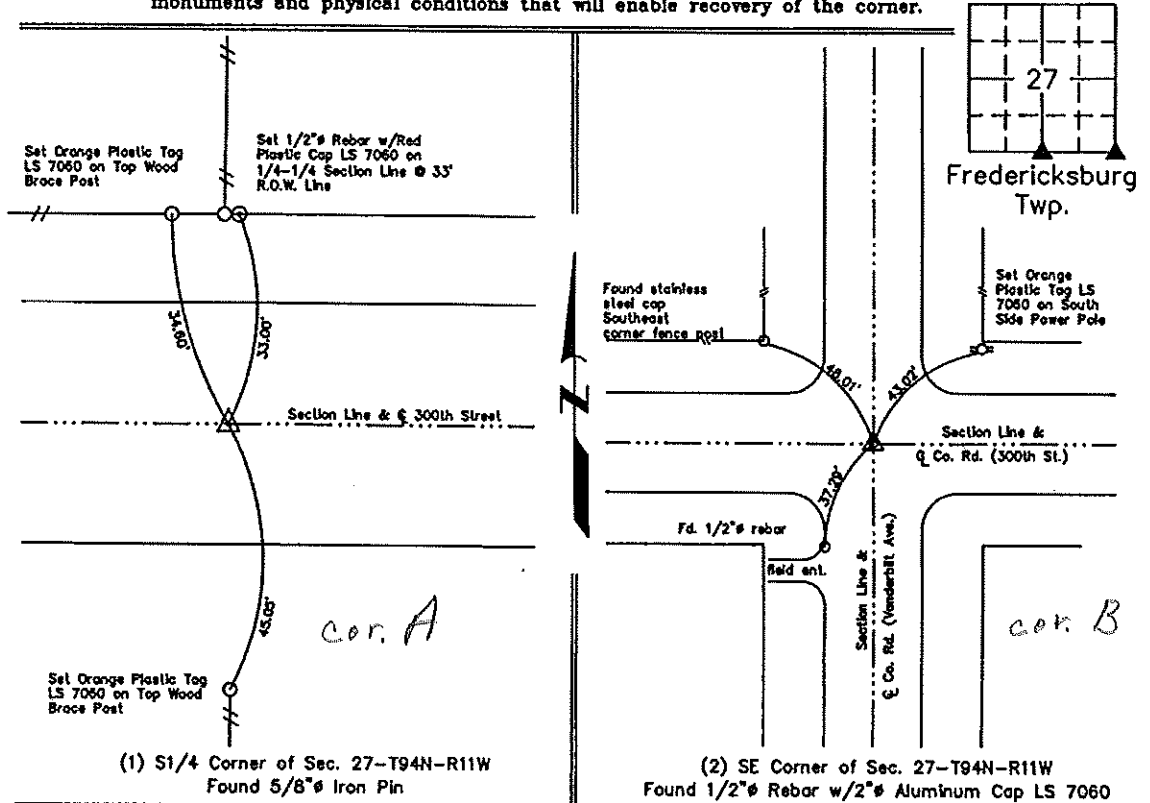 monuments and physical conditions that will enable recovery of the corner.
27
Fredericksburg
Twp.
Set Orange Plastic Tag
LS 7060 on Top Wood
Brace Post
Set 1/2"ø Rebar w/Red
Plastic Cap LS 7060 on
1/4-1/4 Section Line @ 33'
R.O.W. Line
34.60'
33.00'
Section Line & ℄ 300th Street
45.05'
cor. A
Set Orange Plastic Tag
LS 7060 on Top Wood
Brace Post
(1) S1/4 Corner of Sec. 27-T94N-R11W
Found 5/8"ø Iron Pin
Z
Found stainless
steel cap
Southeast
corner fence post
Set Orange
Plastic Tag LS
7060 on South
Side Power Pole
48.01'
43.02'
Section Line &
℄ Co. Rd. (300th St.)
37.29'
Fd. 1/2"ø rebar
field ent.
Section Line &
℄ Co. Rd. (Vanderbilt Ave.)
cor. B
(2) SE Corner of Sec. 27-T94N-R11W
Found 1/2"ø Rebar w/2"ø Aluminum Cap LS 7060